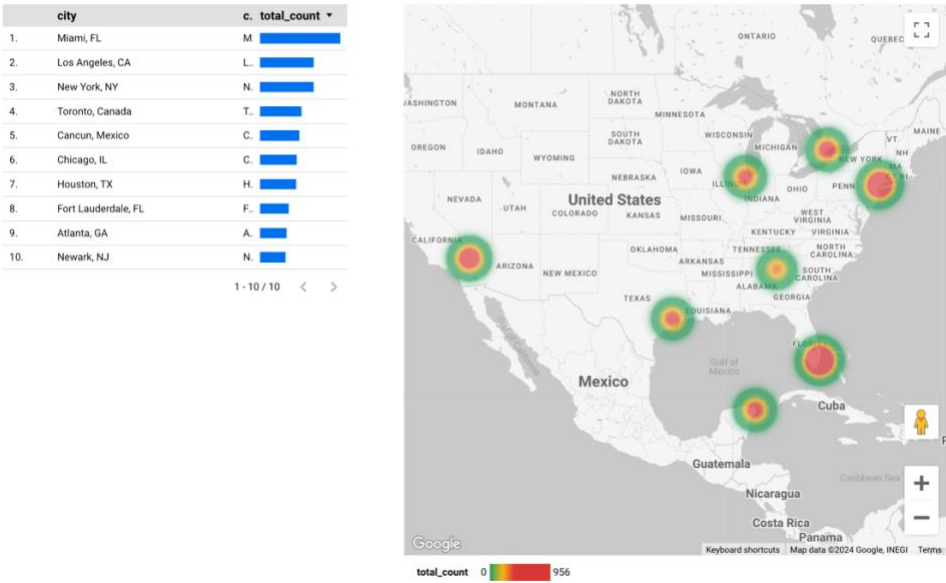 city c. total_count
1. Miami, FL M
2. Los Angeles, CA L..
3. New York, NY N.
4. Toronto, Canada T..
5. Cancun, Mexico C.
6. Chicago, IL C.
7. Houston, TX H.
8. Fort Lauderdale, FL F..
9. Atlanta, GA A.
10. Newark, NJ N.
1 - 10 / 10
ONTARIO
QUEBEC
NORTH
DAKOTA
WASHINGTON
MONTANA
MINNESOTA
MAINE
SOUTH
DAKOTA
WISCONSIN
VT
OREGON
IDAHO
MICHIGAN
NH
WYOMING
NEW YORK
MA
IOWA
CT RI
NEBRASKA
ILLINOIS
OHIO
PENN
NEVADA
INDIANA
United States
UTAH
COLORADO
KANSAS
MISSOURI
WEST
VIRGINIA
KENTUCKY
VIRGINIA
CALIFORNIA
OKLAHOMA
TENNESSEE
NORTH
CAROLINA
ARKANSAS
ARIZONA
NEW MEXICO
MISSISSIPPI
SOUTH
CAROLINA
ALABAMA
TEXAS
GEORGIA
LOUISIANA
FLORIDA
Gulf of
Mexico
Mexico
Cuba
Guatemala
Caribbean Sea
Nicaragua
Costa Rica
Panama
Google
Keyboard shortcuts Map data ©2024 Google, INEGI Terms
total_count 0 956